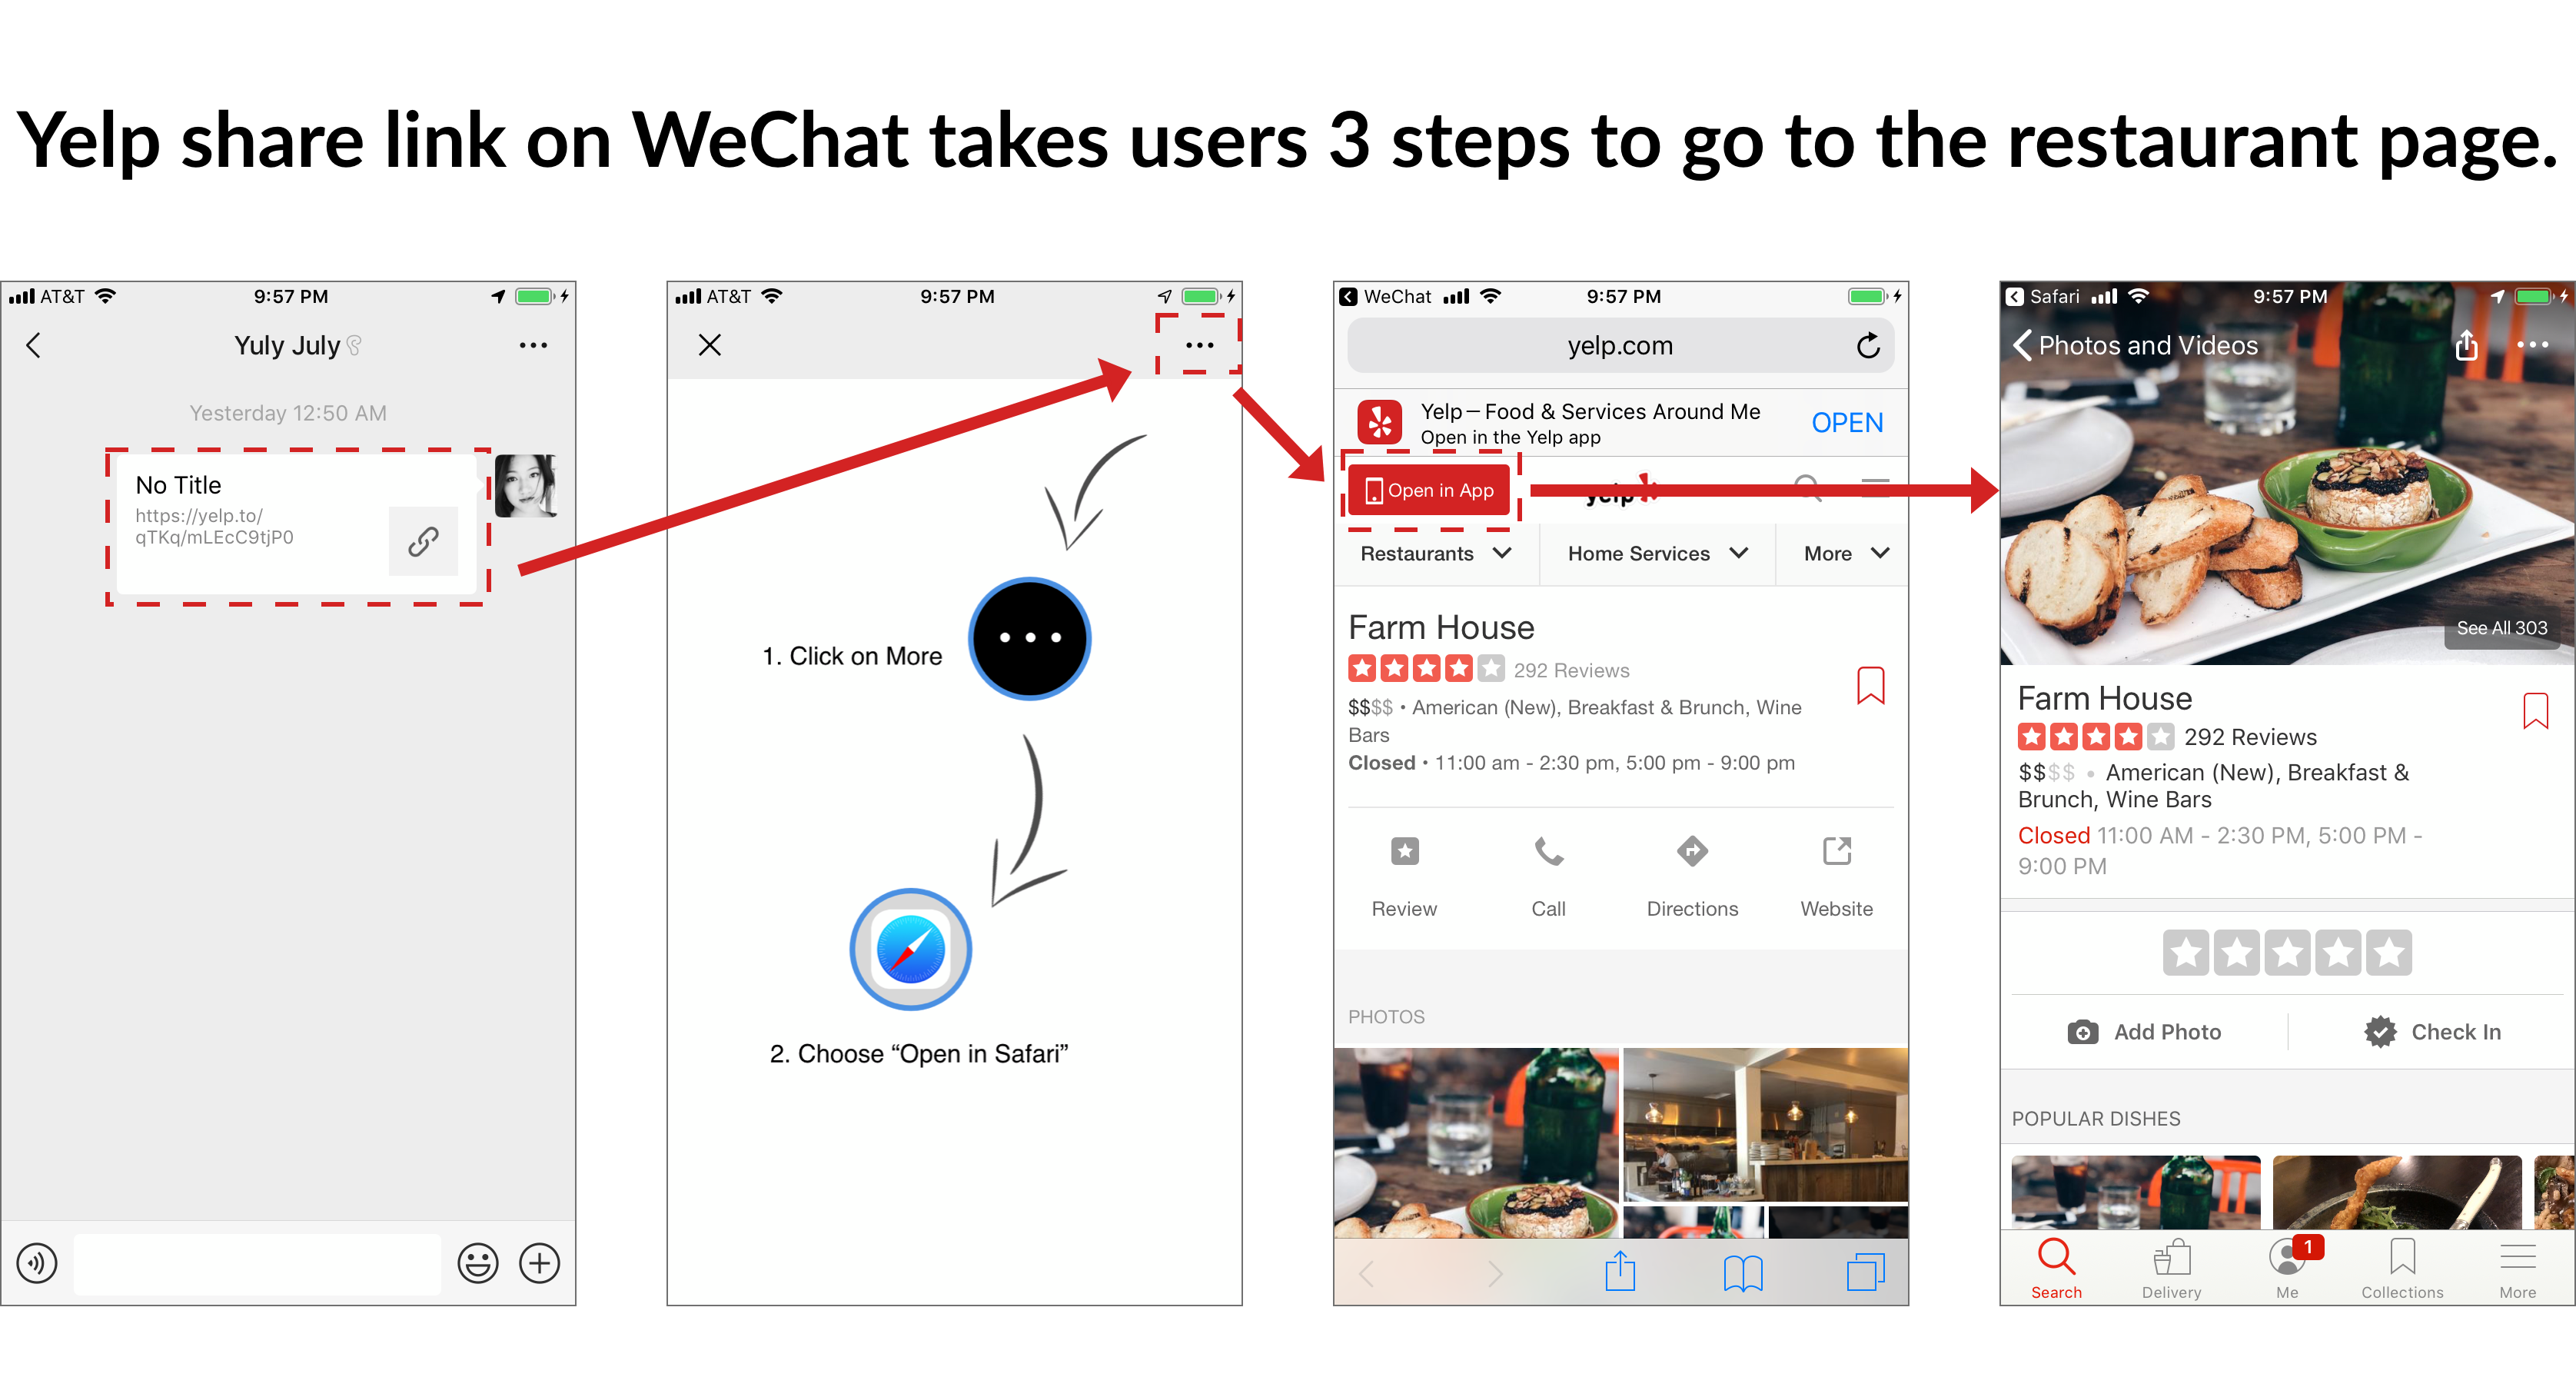 Yelp share link on WeChat takes users 3 steps to go to the restaurant page.
AT&T
9:57 PM
Yuly July
Yesterday 12:50 AM
No Title
https://yelp.to/
qTKq/mLEcC9tjP0
AT&T
9:57 PM
1. Click on More
2. Choose “Open in Safari”
WeChat
9:57 PM
yelp.com
Yelp – Food & Services Around Me
Open in the Yelp app
OPEN
Open in App
yelp
Restaurants
Home Services
More
Farm House
292 Reviews
$$$$ • American (New), Breakfast & Brunch, Wine
Bars
Closed • 11:00 am - 2:30 pm, 5:00 pm - 9:00 pm
Review
Call
Directions
Website
PHOTOS
Safari
9:57 PM
Photos and Videos
See All 303
Farm House
292 Reviews
$$$$ • American (New), Breakfast &
Brunch, Wine Bars
Closed 11:00 AM - 2:30 PM, 5:00 PM -
9:00 PM
Add Photo
Check In
POPULAR DISHES
1
Search
Delivery
Me
Collections
More